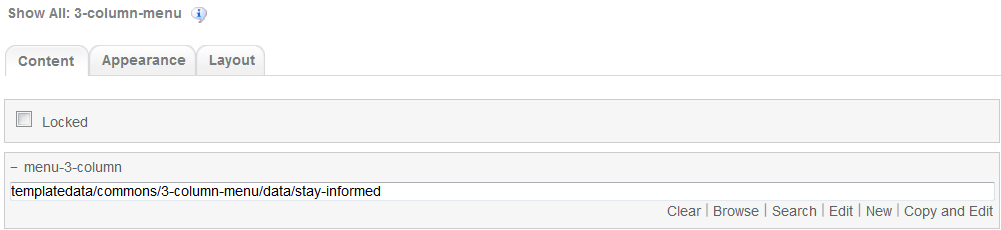 Show All: 3-column-menu
Content Appearance Layout
Locked
− menu-3-column
templatedata/commons/3-column-menu/data/stay-informed
Clear | Browse | Search | Edit | New | Copy and Edit